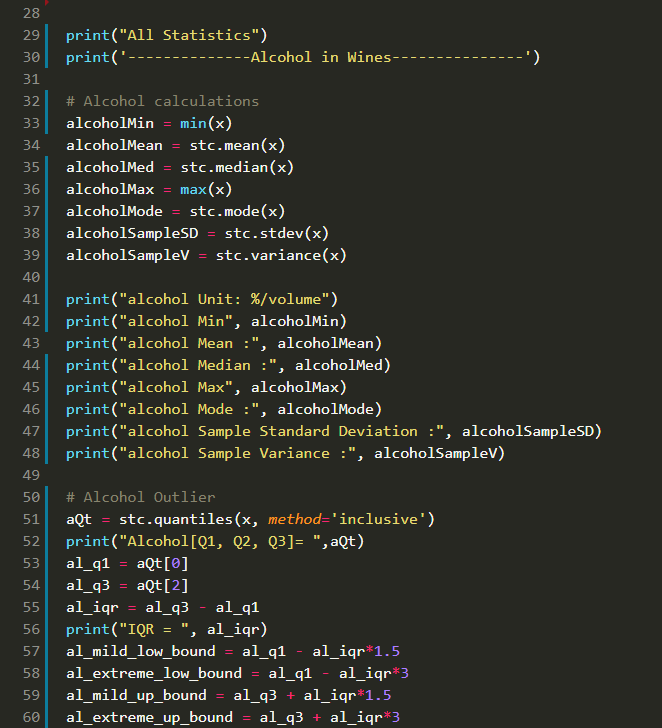 28
29 print("All Statistics")
30 print('--------------Alcohol in Wines---------------')
31
32 # Alcohol calculations
33 alcoholMin = min(x)
34 alcoholMean = stc.mean(x)
35 alcoholMed = stc.median(x)
36 alcoholMax = max(x)
37 alcoholMode = stc.mode(x)
38 alcoholSampleSD = stc.stdev(x)
39 alcoholSampleV = stc.variance(x)
40
41 print("alcohol Unit: %/volume")
42 print("alcohol Min", alcoholMin)
43 print("alcohol Mean :", alcoholMean)
44 print("alcohol Median :", alcoholMed)
45 print("alcohol Max", alcoholMax)
46 print("alcohol Mode :", alcoholMode)
47 print("alcohol Sample Standard Deviation :", alcoholSampleSD)
48 print("alcohol Sample Variance :", alcoholSampleV)
49
50 # Alcohol Outlier
51 aQt = stc.quantiles(x, method='inclusive')
52 print("Alcohol[Q1, Q2, Q3]= ",aQt)
53 al_q1 = aQt[0]
54 al_q3 = aQt[2]
55 al_iqr = al_q3 - al_q1
56 print("IQR = ", al_iqr)
57 al_mild_low_bound = al_q1 - al_iqr*1.5
58 al_extreme_low_bound = al_q1 - al_iqr*3
59 al_mild_up_bound = al_q3 + al_iqr*1.5
60 al_extreme_up_bound = al_q3 + al_iqr*3